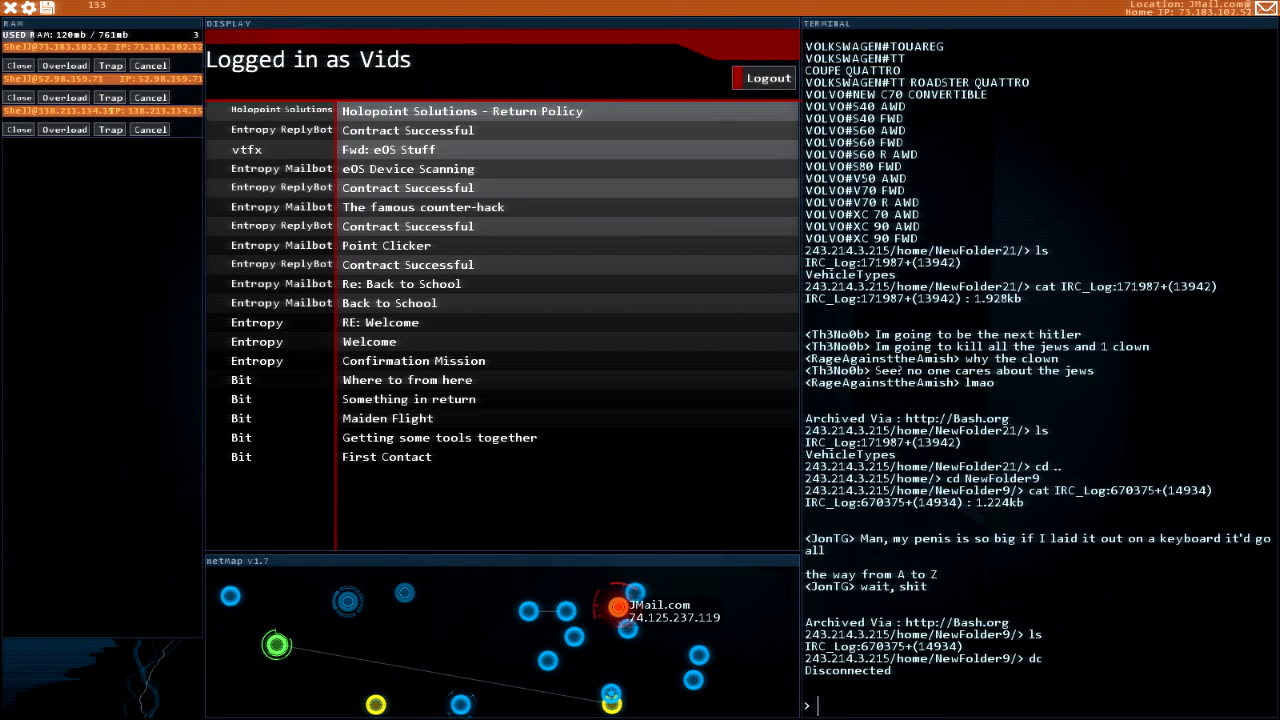 133
Location: JMail.com@
Home IP: 73.183.102.52
RAM
USED RAM: 120mb / 761mb 3
Shell@73.183.102.52 IP: 73.183.102.52
Close Overload Trap Cancel
Shell@52.98.159.71 IP:52.98.159.71
Close Overload Trap Cancel
Shell@138.213.134.35IP: 138.213.134.35
Close Overload Trap Cancel
DISPLAY
Logged in as Vids
Logout
Holopoint Solutions Holopoint Solutions - Return Policy
Entropy ReplyBot Contract Successful
vtfx Fwd: eOS Stuff
Entropy Mailbot eOS Device Scanning
Entropy ReplyBot Contract Successful
Entropy Mailbot The famous counter-hack
Entropy ReplyBot Contract Successful
Entropy Mailbot Point Clicker
Entropy ReplyBot Contract Successful
Entropy Mailbot Re: Back to School
Entropy Mailbot Back to School
Entropy RE: Welcome
Entropy Welcome
Entropy Confirmation Mission
Bit Where to from here
Bit Something in return
Bit Maiden Flight
Bit Getting some tools together
Bit First Contact
netMap v1.7
JMail.com
74.125.237.119
TERMINAL
VOLKSWAGEN#TOUAREG
VOLKSWAGEN#TT
COUPE QUATTRO
VOLKSWAGEN#TT ROADSTER QUATTRO
VOLVO#NEW C70 CONVERTIBLE
VOLVO#S40 AWD
VOLVO#S40 FWD
VOLVO#S60 AWD
VOLVO#S60 FWD
VOLVO#S60 R AWD
VOLVO#S80 FWD
VOLVO#V50 AWD
VOLVO#V70 FWD
VOLVO#V70 R AWD
VOLVO#XC 70 AWD
VOLVO#XC 90 AWD
VOLVO#XC 90 FWD
243.214.3.215/home/NewFolder21/> ls
IRC_Log:171987+(13942)
VehicleTypes
243.214.3.215/home/NewFolder21/> cat IRC_Log:171987+(13942)
IRC_Log:171987+(13942) : 1.928kb
<Th3No0b> Im going to be the next hitler
<Th3No0b> Im going to kill all the jews and 1 clown
<RageAgainsttheAmish> why the clown
<Th3No0b> See? no one cares about the jews
<RageAgainsttheAmish> lmao
Archived Via : http://Bash.org
243.214.3.215/home/NewFolder21/> ls
IRC_Log:171987+(13942)
VehicleTypes
243.214.3.215/home/NewFolder21/> cd ..
243.214.3.215/home/> cd NewFolder9
243.214.3.215/home/NewFolder9/> cat IRC_Log:670375+(14934)
IRC_Log:670375+(14934) : 1.224kb
<JonTG> Man, my penis is so big if I laid it out on a keyboard it'd go
all
the way from A to Z
<JonTG> wait, shit
Archived Via : http://Bash.org
243.214.3.215/home/NewFolder9/> ls
IRC_Log:670375+(14934)
243.214.3.215/home/NewFolder9/> dc
Disconnected
>